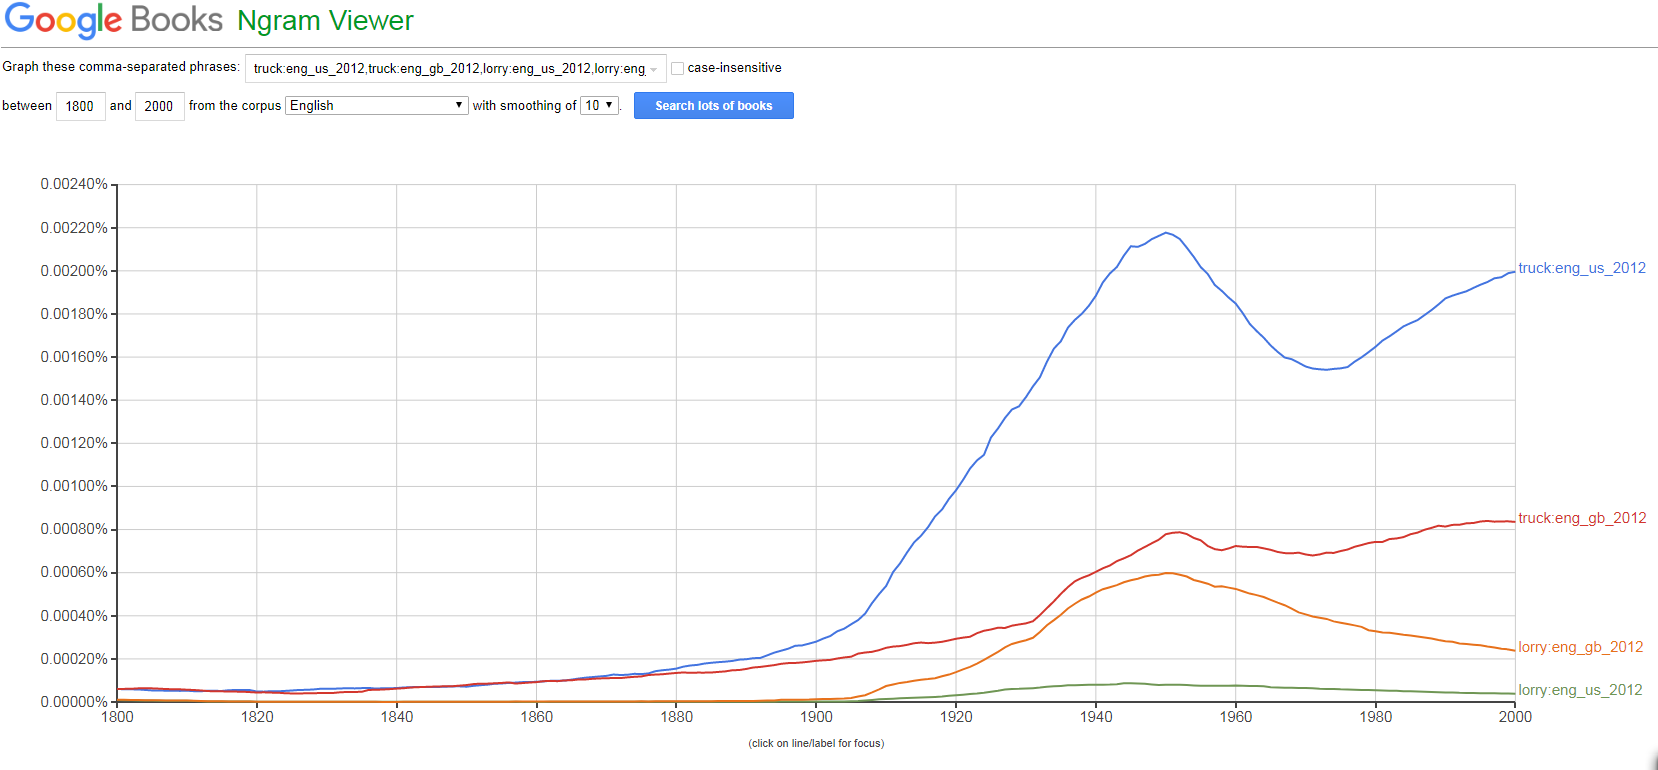 Google Books Ngram Viewer
Graph these comma-separated phrases: truck:eng_us_2012,truck:eng_gb_2012,lorry:eng_us_2012,lorry:eng case-insensitive
between 1800 and 2000 from the corpus English with smoothing of 10 . Search lots of books
0.00240%
0.00220%
0.00200%
truck:eng_us_2012
0.00180%
0.00160%
0.00140%
0.00120%
0.00100%
0.00080%
truck:eng_gb_2012
0.00060%
0.00040%
0.00020%
lorry:eng_gb_2012
lorry:eng_us_2012
0.00000%
1800 1820 1840 1860 1880 1900 1920 1940 1960 1980 2000
(click on line/label for focus)